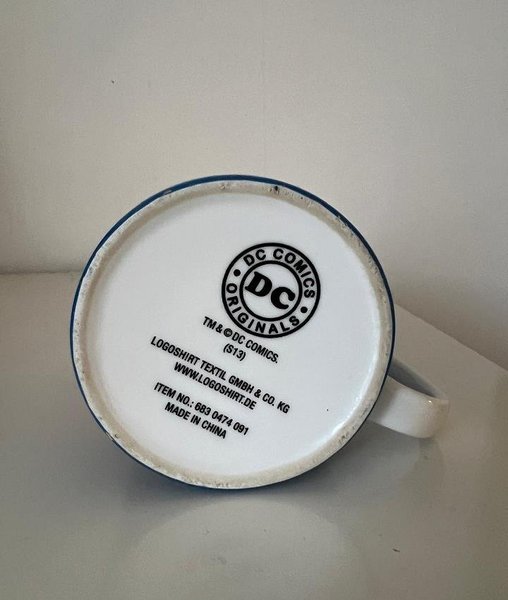 DC COMICS
DC
ORIGINALS
TM & © DC COMICS.
(S13)
LOGOSHIRT TEXTIL GMBH & CO. KG
WWW.LOGOSHIRT.DE
ITEM NO.: 683 0474 091
MADE IN CHINA